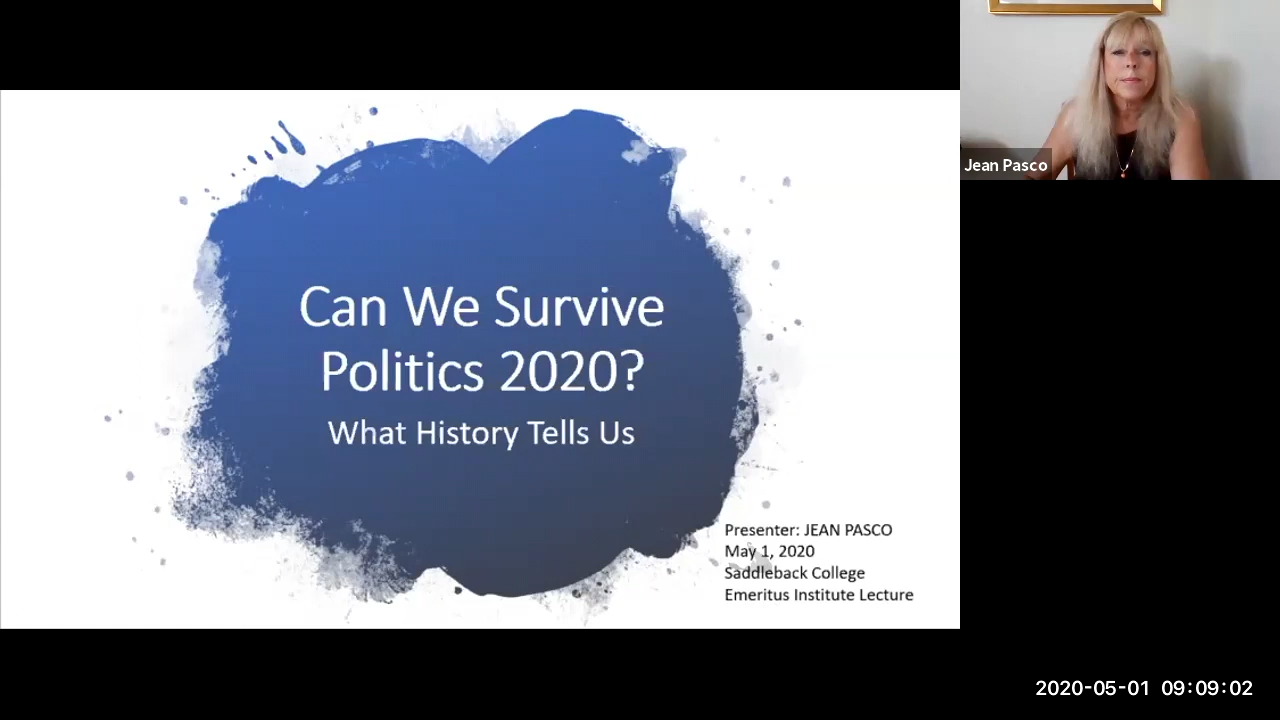 Can We Survive
Politics 2020?
What History Tells Us
Presenter: JEAN PASCO
May 1, 2020
Saddleback College
Emeritus Institute Lecture
Jean Pasco
2020-05-01 09:09:02